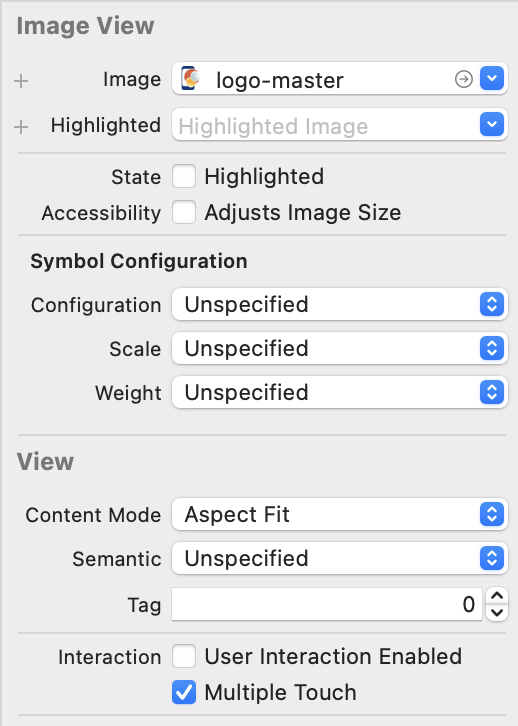 Image View
Image logo-master
Highlighted Highlighted Image
State Highlighted
Accessibility Adjusts Image Size
Symbol Configuration
Configuration Unspecified
Scale Unspecified
Weight Unspecified
View
Content Mode Aspect Fit
Semantic Unspecified
Tag 0
Interaction User Interaction Enabled
Multiple Touch